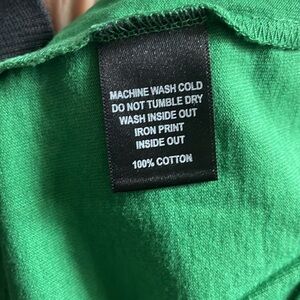 MACHINE WASH COLD
DO NOT TUMBLE DRY
WASH INSIDE OUT
IRON PRINT
INSIDE OUT
100% COTTON